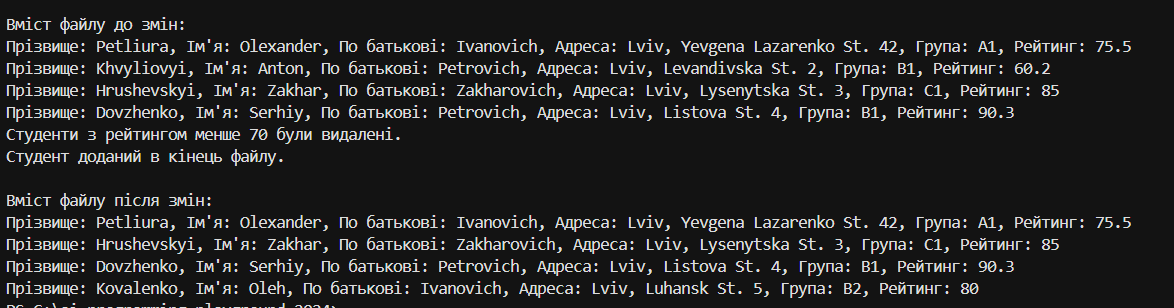 Вміст файлу до змін:
Прізвище: Petliura, Ім'я: Olexander, По батькові: Ivanovich, Адреса: Lviv, Yevgena Lazarenko St. 42, Група: A1, Рейтинг: 75.5
Прізвище: Khvyliovyi, Ім'я: Anton, По батькові: Petrovich, Адреса: Lviv, Levandivska St. 2, Група: B1, Рейтинг: 60.2
Прізвище: Hrushevskyi, Ім'я: Zakhar, По батькові: Zakharovich, Адреса: Lviv, Lysenytska St. 3, Група: C1, Рейтинг: 85
Прізвище: Dovzhenko, Ім'я: Serhiy, По батькові: Petrovich, Адреса: Lviv, Listova St. 4, Група: B1, Рейтинг: 90.3
Студенти з рейтингом менше 70 були видалені.
Студент доданий в кінець файлу.
Вміст файлу після змін:
Прізвище: Petliura, Ім'я: Olexander, По батькові: Ivanovich, Адреса: Lviv, Yevgena Lazarenko St. 42, Група: A1, Рейтинг: 75.5
Прізвище: Hrushevskyi, Ім'я: Zakhar, По батькові: Zakharovich, Адреса: Lviv, Lysenytska St. 3, Група: C1, Рейтинг: 85
Прізвище: Dovzhenko, Ім'я: Serhiy, По батькові: Petrovich, Адреса: Lviv, Listova St. 4, Група: B1, Рейтинг: 90.3
Прізвище: Kovalenko, Ім'я: Oleh, По батькові: Ivanovich, Адреса: Lviv, Luhansk St. 5, Група: B2, Рейтинг: 80